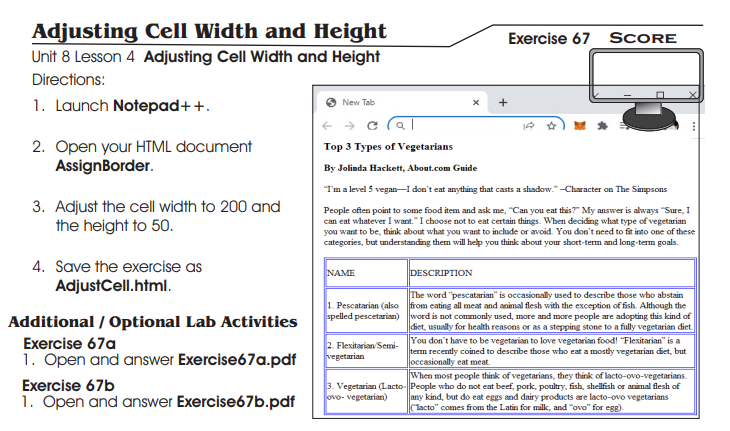 Adjusting Cell Width and Height
Exercise 67 SCORE
Unit 8 Lesson 4 Adjusting Cell Width and Height
Directions:
1. Launch Notepad++.
2. Open your HTML document
AssignBorder.
3. Adjust the cell width to 200 and
the height to 50.
4. Save the exercise as
AdjustCell.html.
Additional / Optional Lab Activities
Exercise 67a
1. Open and answer Exercise67a.pdf
Exercise 67b
1. Open and answer Exercise67b.pdf
New Tab
Top 3 Types of Vegetarians
By Jolinda Hackett, About.com Guide
"I'm a level 5 vegan—I don't eat anything that casts a shadow." –Character on The Simpsons
People often point to some food item and ask me, "Can you eat this?" My answer is always "Sure, I
can eat whatever I want." I choose not to eat certain things. When deciding what type of vegetarian
you want to be, think about what you want to include or avoid. You don't need to fit into one of these
categories, but understanding them will help you think about your short-term and long-term goals.
NAME
DESCRIPTION
1. Pescatarian (also
spelled pescetarian)
The word "pescatarian" is occasionally used to describe those who abstain
from eating all meat and animal flesh with the exception of fish. Although the
word is not commonly used, more and more people are adopting this kind of
diet, usually for health reasons or as a stepping stone to a fully vegetarian diet.
2. Flexitarian/Semi-
vegetarian
You don't have to be vegetarian to love vegetarian food! "Flexitarian" is a
term recently coined to describe those who eat a mostly vegetarian diet, but
occasionally eat meat.
3. Vegetarian (Lacto-
ovo- vegetarian)
When most people think of vegetarians, they think of lacto-ovo-vegetarians.
People who do not eat beef, pork, poultry, fish, shellfish or animal flesh of
any kind, but do eat eggs and dairy products are lacto-ovo vegetarians
("lacto" comes from the Latin for milk, and "ovo" for egg).